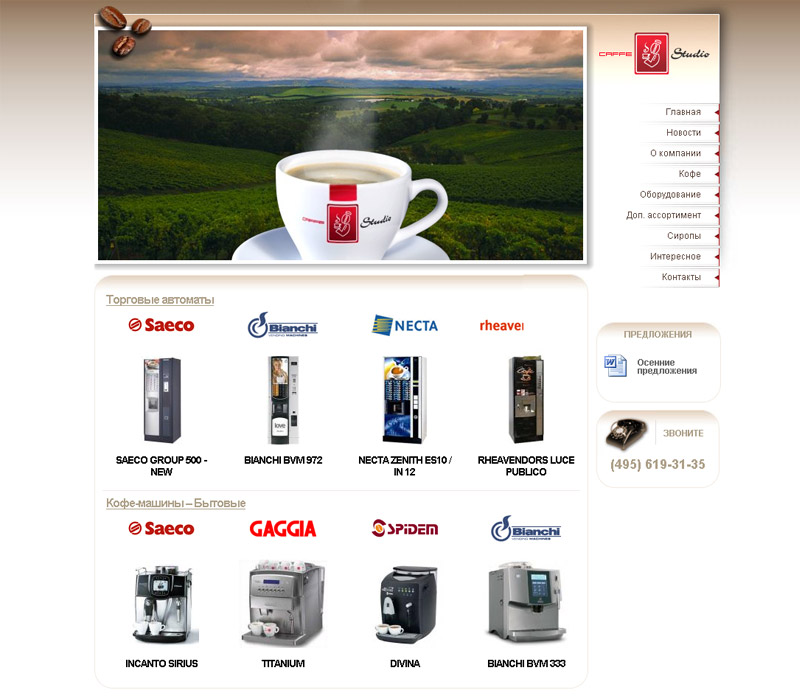 CAFFE Studio
Главная
Новости
О компании
Кофе
Оборудование
Доп. ассортимент
Сиропы
Интересное
Контакты
Studio
Торговые автоматы
Saeco
Bianchi
VENDING MACHINES
NECTA
rheaven
SAECO GROUP 500 -
NEW
BIANCHI BVM 972
NECTA ZENITH ES10 /
IN 12
RHEAVENDORS LUCE
PUBLICO
Кофе-машины – Бытовые
Saeco
GAGGIA
SPIDEM
Bianchi
VENDING MACHINES
INCANTO SIRIUS
TITANIUM
DIVINA
BIANCHI BVM 333
ПРЕДЛОЖЕНИЯ
Осенние
предложения
ЗВОНИТЕ
(495) 619-31-35